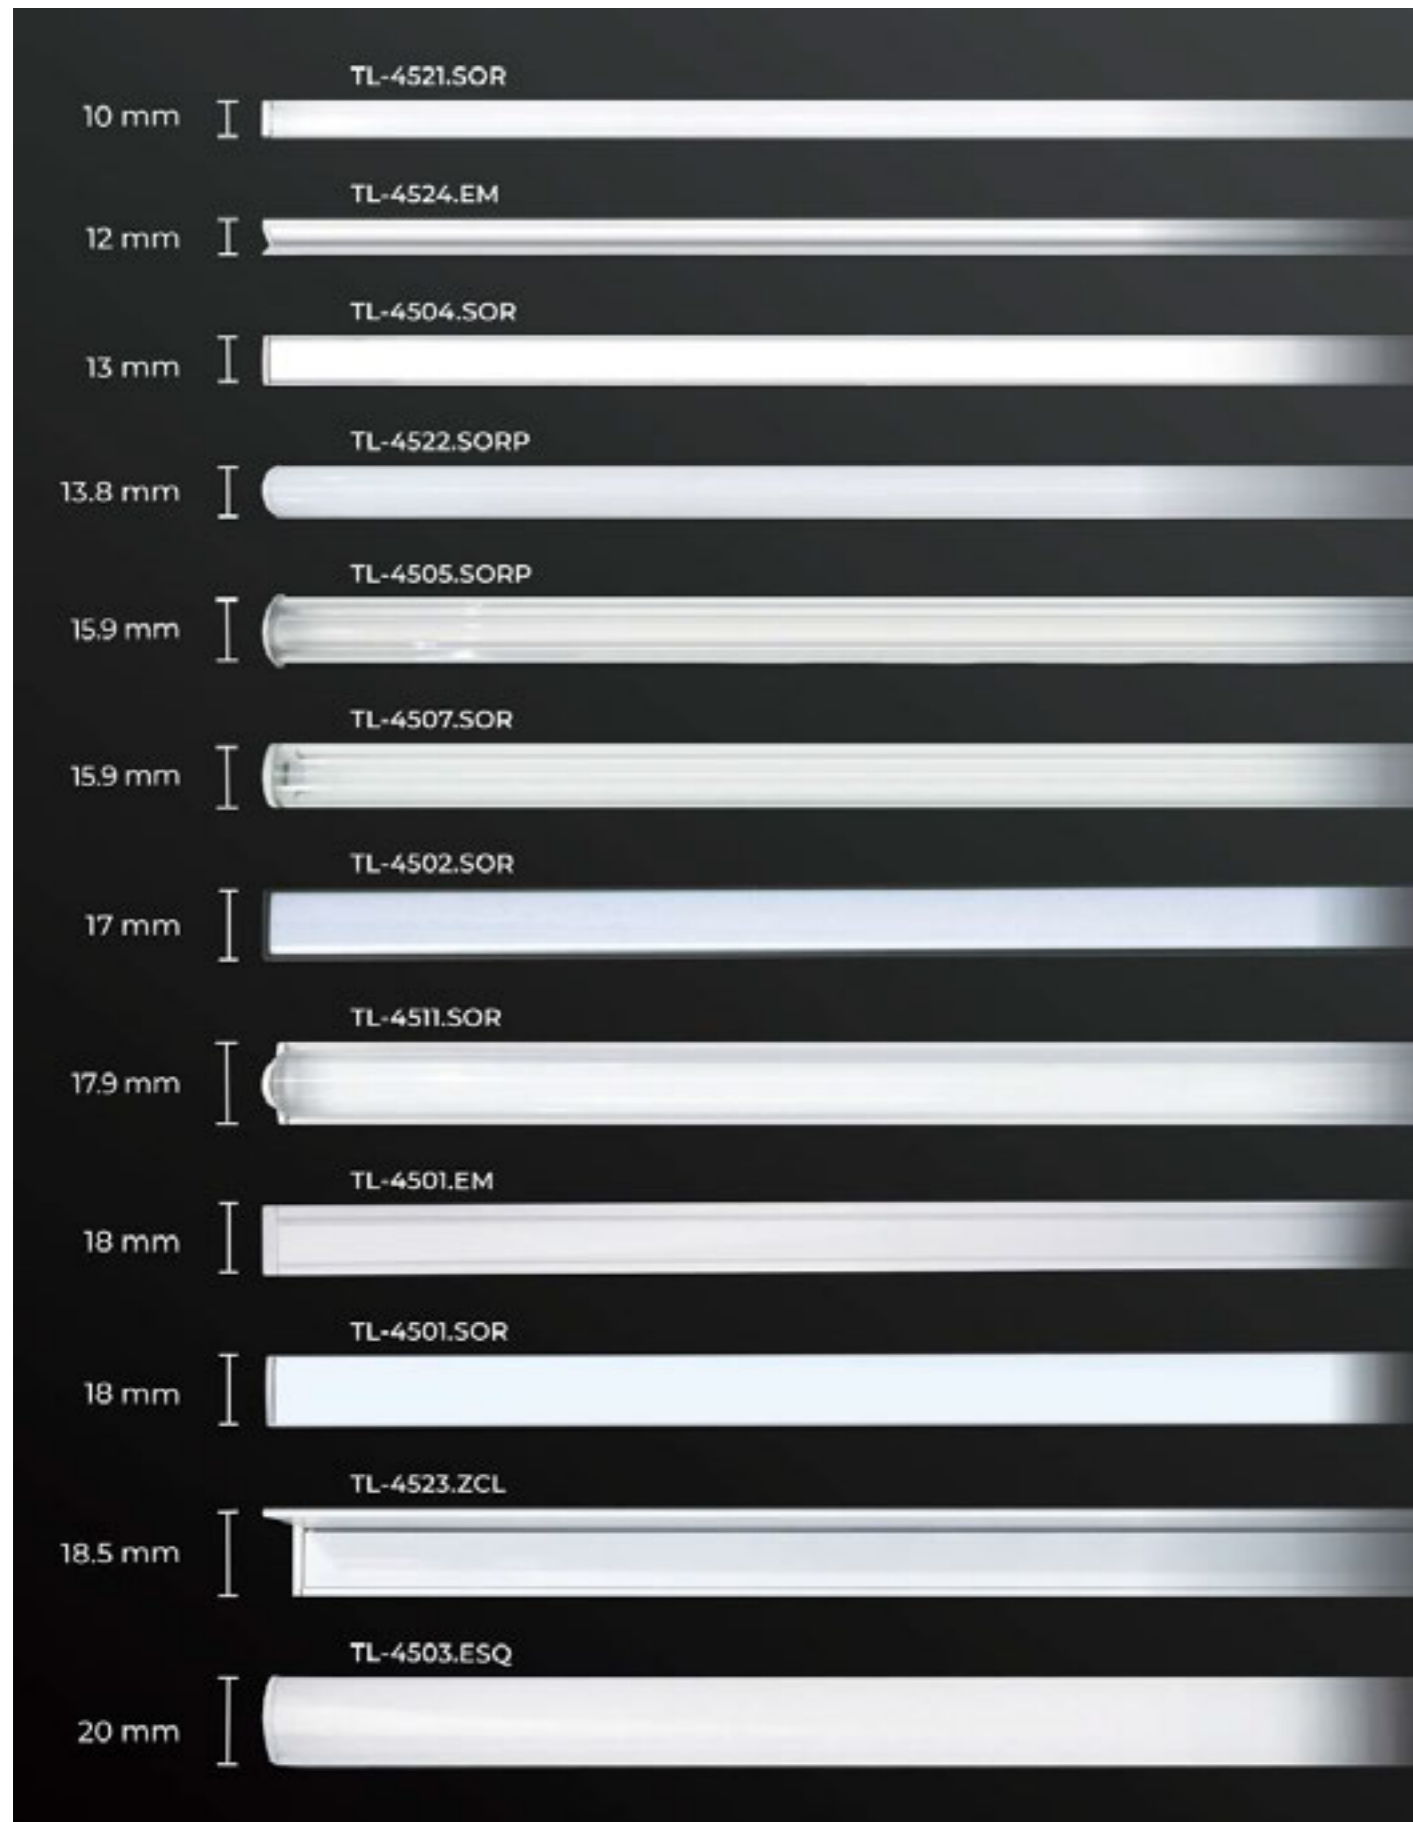 TL-4521.SOR
10 mm
TL-4524.EM
12 mm
TL-4504.SOR
13 mm
TL-4522.SORP
13.8 mm
TL-4505.SORP
15.9 mm
TL-4507.SOR
15.9 mm
TL-4502.SOR
17 mm
TL-4511.SOR
17.9 mm
TL-4501.EM
18 mm
TL-4501.SOR
18 mm
TL-4523.ZCL
18.5 mm
TL-4503.ESQ
20 mm